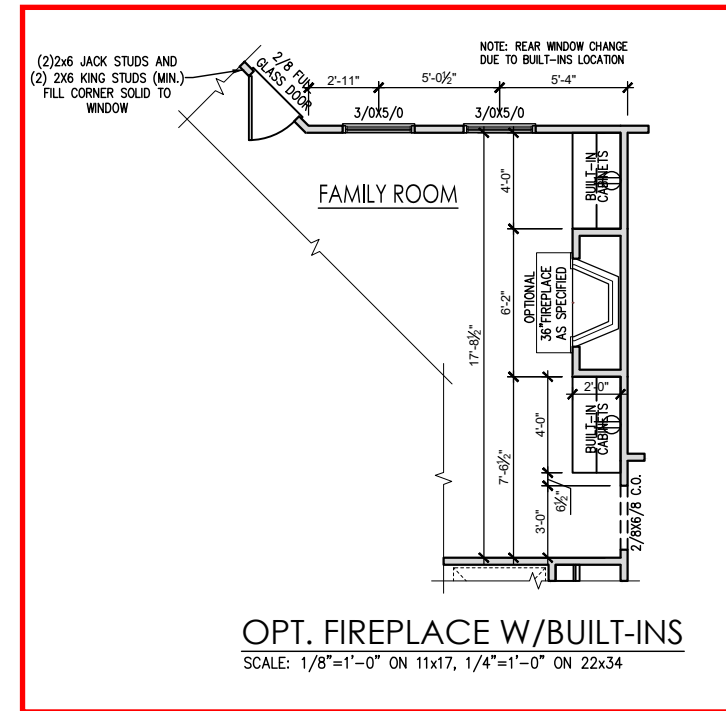 NOTE: REAR WINDOW CHANGE
DUE TO BUILT-INS LOCATION
(2)2x6 JACK STUDS AND
(2) 2X6 KING STUDS (MIN.)
FILL CORNER SOLID TO
WINDOW
2/8 FULL
GLASS DOOR
2'-11"
5'-0½"
5'-4"
3/0X5/0
3/0X5/0
FAMILY ROOM
4'-0"
BUILT-IN
CABINETS
6'-2"
OPTIONAL
36"FIREPLACE
AS SPECIFIED
17'-8½"
2'-0"
4'-0"
BUILT-IN
CABINETS
7'-6½"
6½"
3'-0"
2/8X6/8 C.O.
OPT. FIREPLACE W/BUILT-INS
SCALE: 1/8"=1'-0" ON 11x17, 1/4"=1'-0" ON 22x34